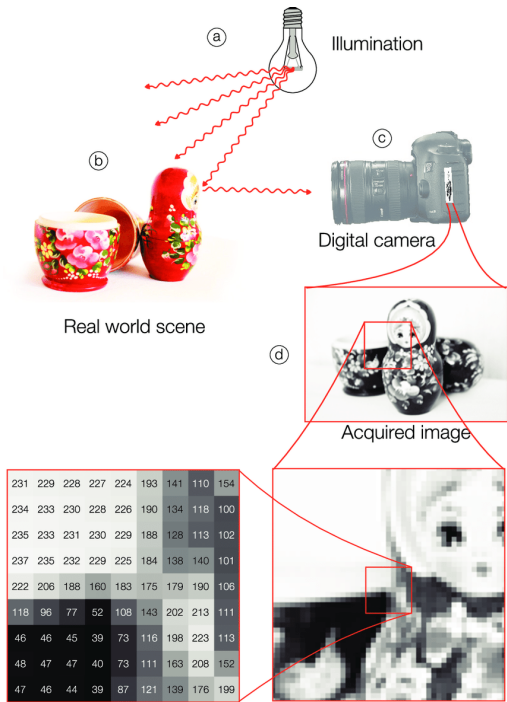 a
Illumination
b
c
Digital camera
Real world scene
d
Acquired image
231 229 228 227 224 193 141 110 154
234 233 230 228 226 190 134 118 100
235 233 231 230 229 188 128 113 102
237 235 232 229 225 184 138 140 101
222 206 188 160 183 175 179 190 106
118 96 77 52 108 143 202 213 111
46 46 45 39 73 116 198 223 113
48 47 47 40 73 111 163 208 152
47 46 44 39 87 121 139 176 199